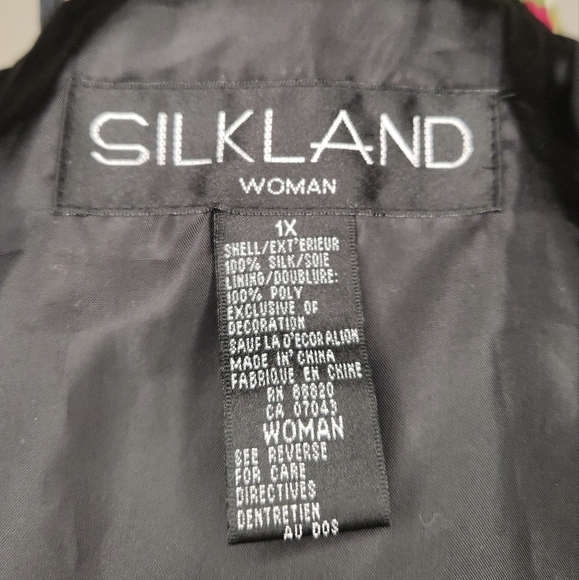 SILKLAND
WOMAN
1X
SHELL/EXT'ERIEUR
100% SILK/SOIE
LINING/DOUBLURE:
100% POLY
EXCLUSIVE OF
DECORATION
SAUF LA D'ECORALION
MADE IN CHINA
FABRIQUE EN CHINE
RN 88820
CA 07043
WOMAN
SEE REVERSE
FOR CARE
DIRECTIVES
DENTRETIEN
AU DOS